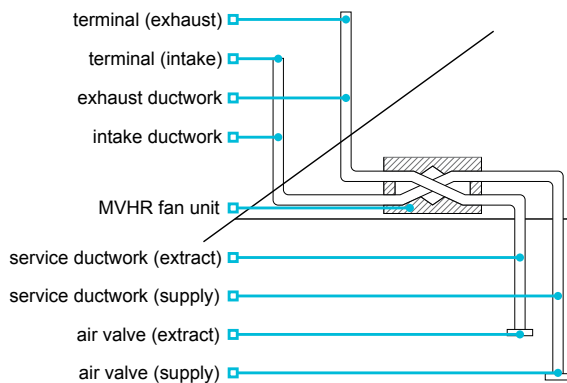 terminal (exhaust)
terminal (intake)
exhaust ductwork
intake ductwork
MVHR fan unit
service ductwork (extract)
service ductwork (supply)
air valve (extract)
air valve (supply)